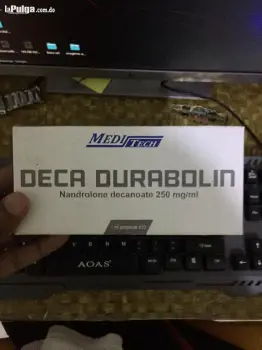 laPulga.com.do
MEDITECH
DECA DURABOLIN
Nandrolone decanoate 250 mg/ml
AOAS